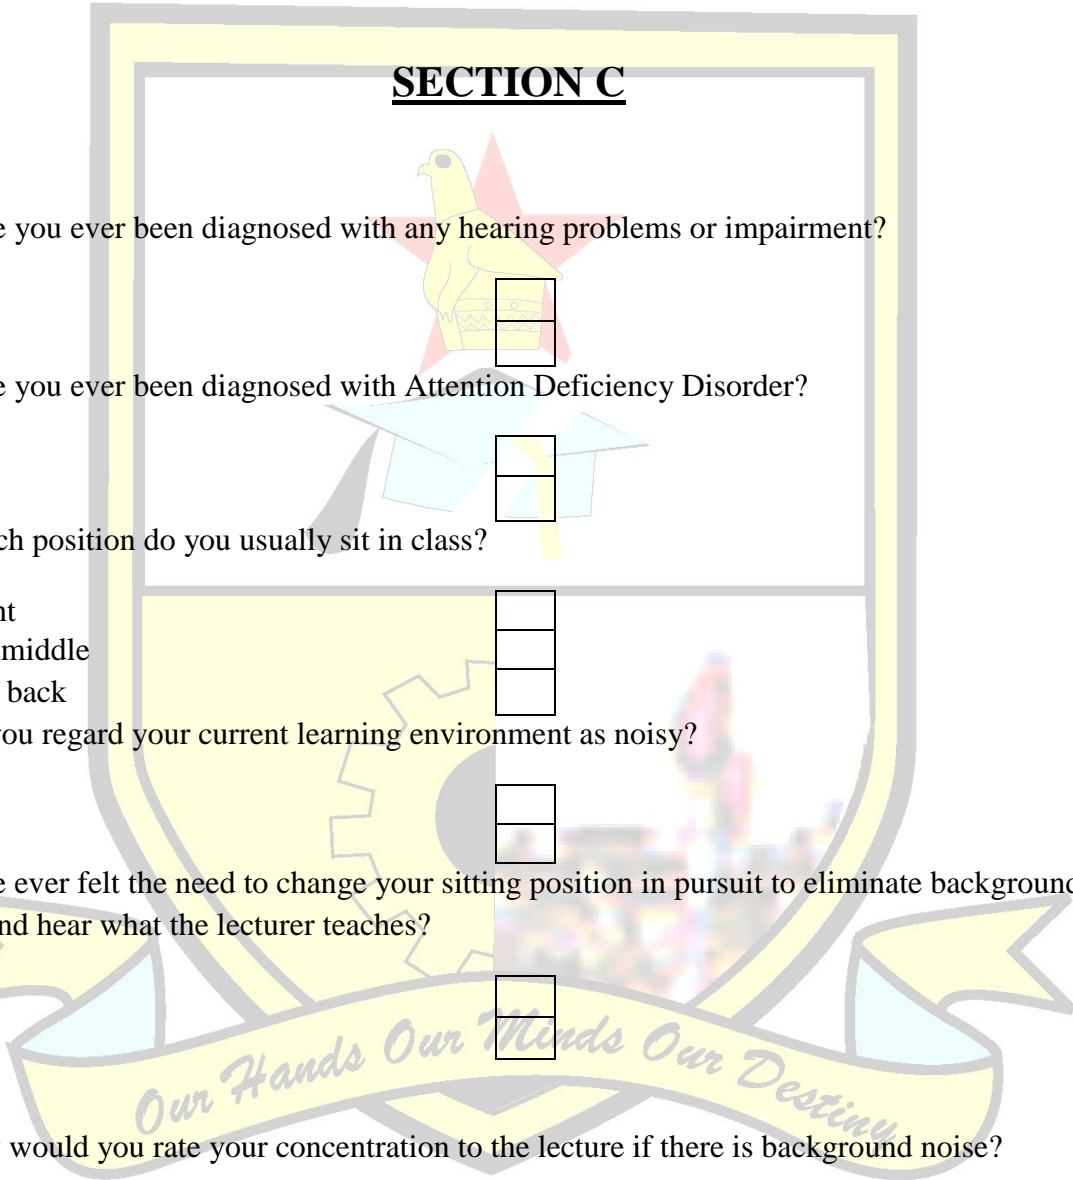 SECTION C
e you ever been diagnosed with any hearing problems or impairment?
e you ever been diagnosed with Attention Deficiency Disorder?
ch position do you usually sit in class?
nt
middle
back
ou regard your current learning environment as noisy?
e ever felt the need to change your sitting position in pursuit to eliminate background
nd hear what the lecturer teaches?
Our Hands Our Minds Our Destiny
would you rate your concentration to the lecture if there is background noise?